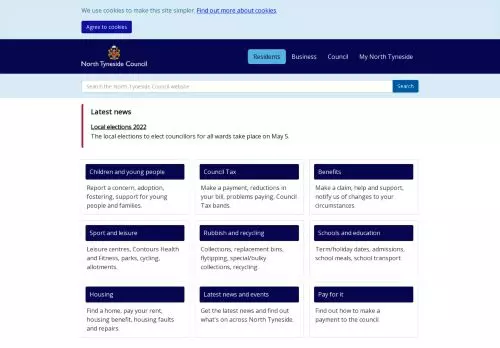 We use cookies to make this site simpler. Find out more about cookies.
Agree to cookies
North Tyneside Council
Residents Business Council My North Tyneside
Search the North Tyneside Council website Search
Latest news
Local elections 2022
The local elections to elect councillors for all wards take place on May 5.
Children and young people
Report a concern, adoption,
fostering, support for young
people and families.
Council Tax
Make a payment, reductions in
your bill, problems paying, Council
Tax bands.
Benefits
Make a claim, help and support,
notify us of changes to your
circumstances
Sport and leisure
Leisure centres, Contours Health
and Fitness, parks, cycling,
allotments.
Rubbish and recycling
Collections, replacement bins,
flytipping, special/bulky
collections, recycling
Schools and education
Term/holiday dates, admissions,
school meals, school transport
Housing
Find a home, pay your rent,
housing benefit, housing faults
and repairs.
Latest news and events
Get the latest news and find out
what's on across North Tyneside.
Pay for it
Find out how to make a
payment to the council